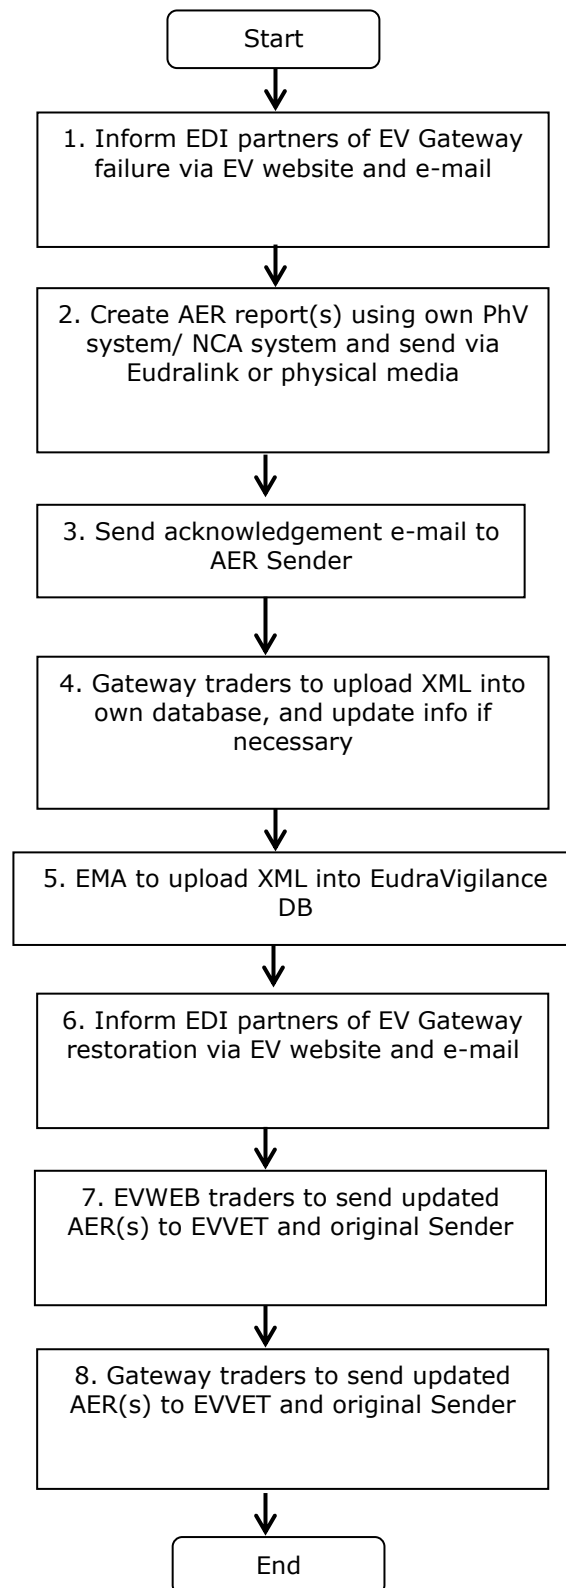 Start
1. Inform EDI partners of EV Gateway
failure via EV website and e-mail
2. Create AER report(s) using own PhV
system/ NCA system and send via
Eudralink or physical media
3. Send acknowledgement e-mail to
AER Sender
4. Gateway traders to upload XML into
own database, and update info if
necessary
5. EMA to upload XML into EudraVigilance
DB
6. Inform EDI partners of EV Gateway
restoration via EV website and e-mail
7. EVWEB traders to send updated
AER(s) to EVVET and original Sender
8. Gateway traders to send updated
AER(s) to EVVET and original Sender
End